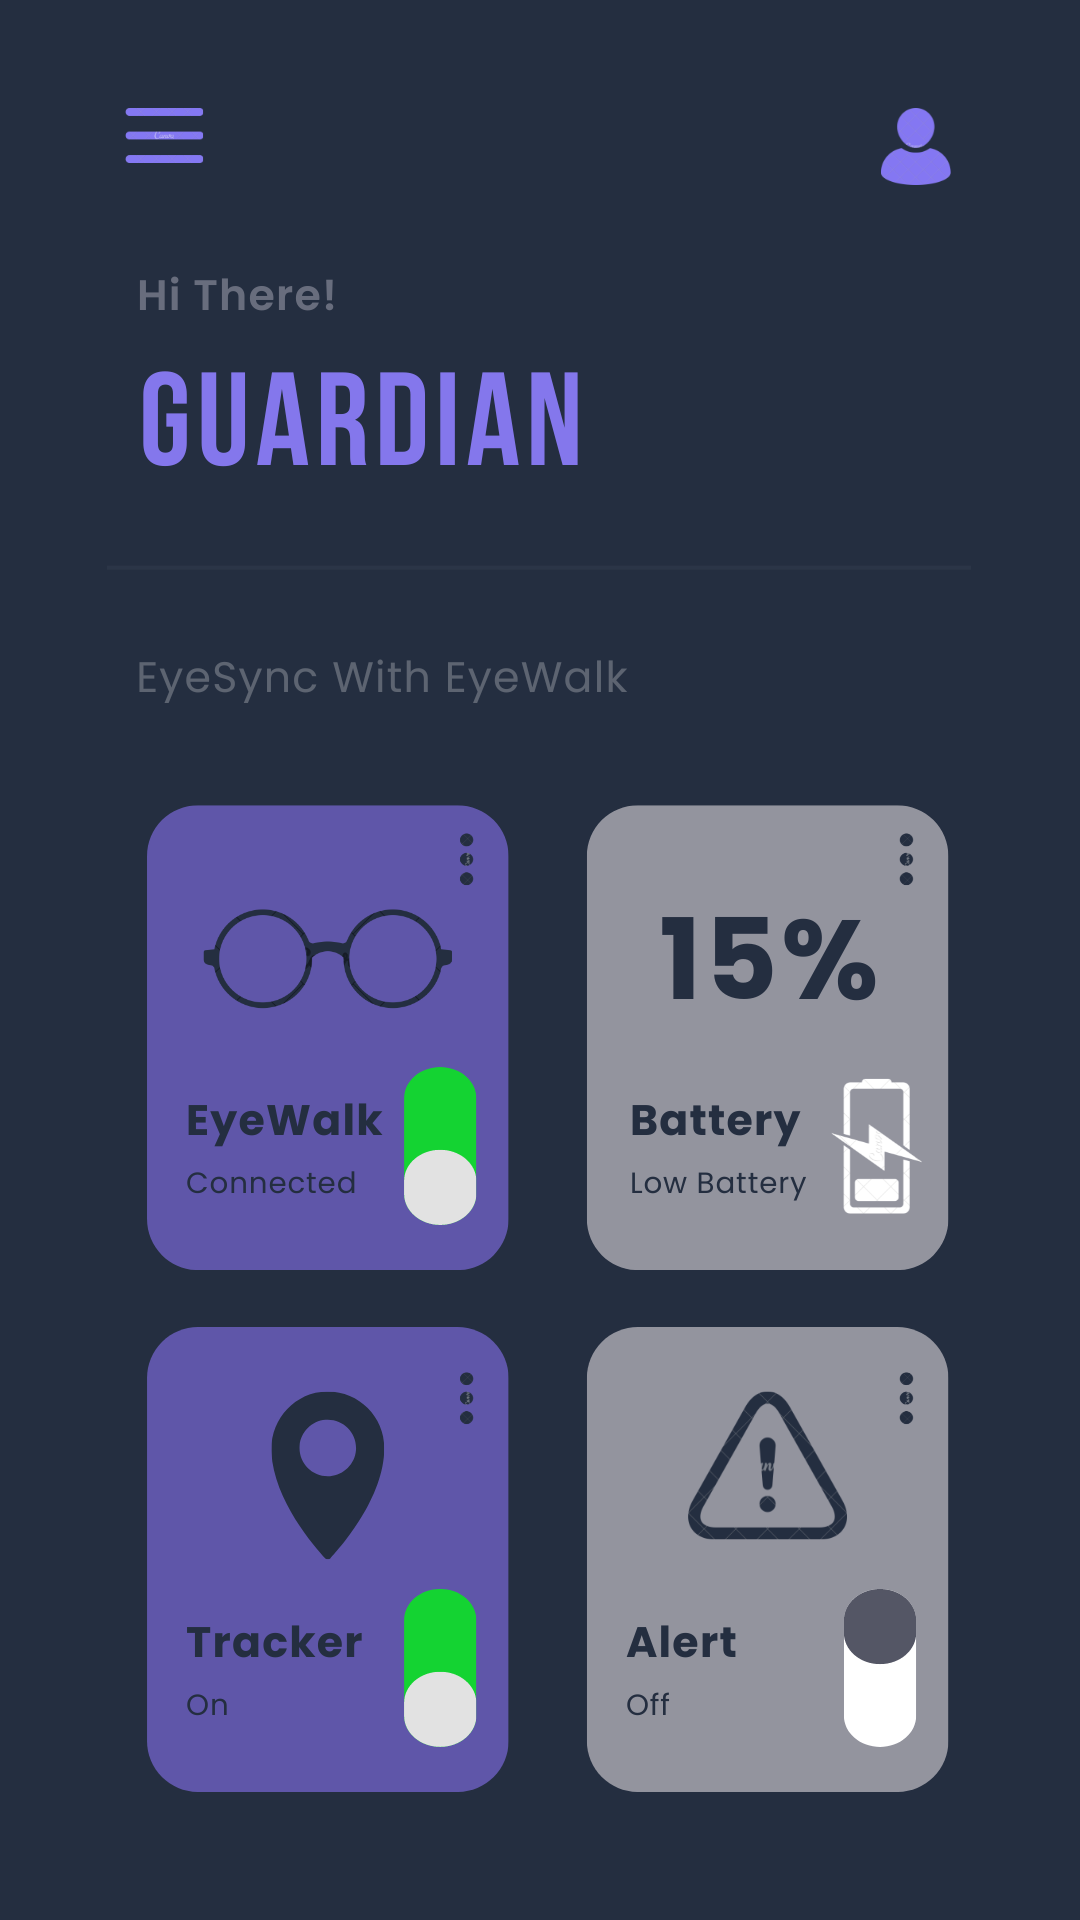 Hi There!
GUARDIAN
EyeSync With EyeWalk
EyeWalk
Connected
15%
Battery
Low Battery
Tracker
On
Alert
Off